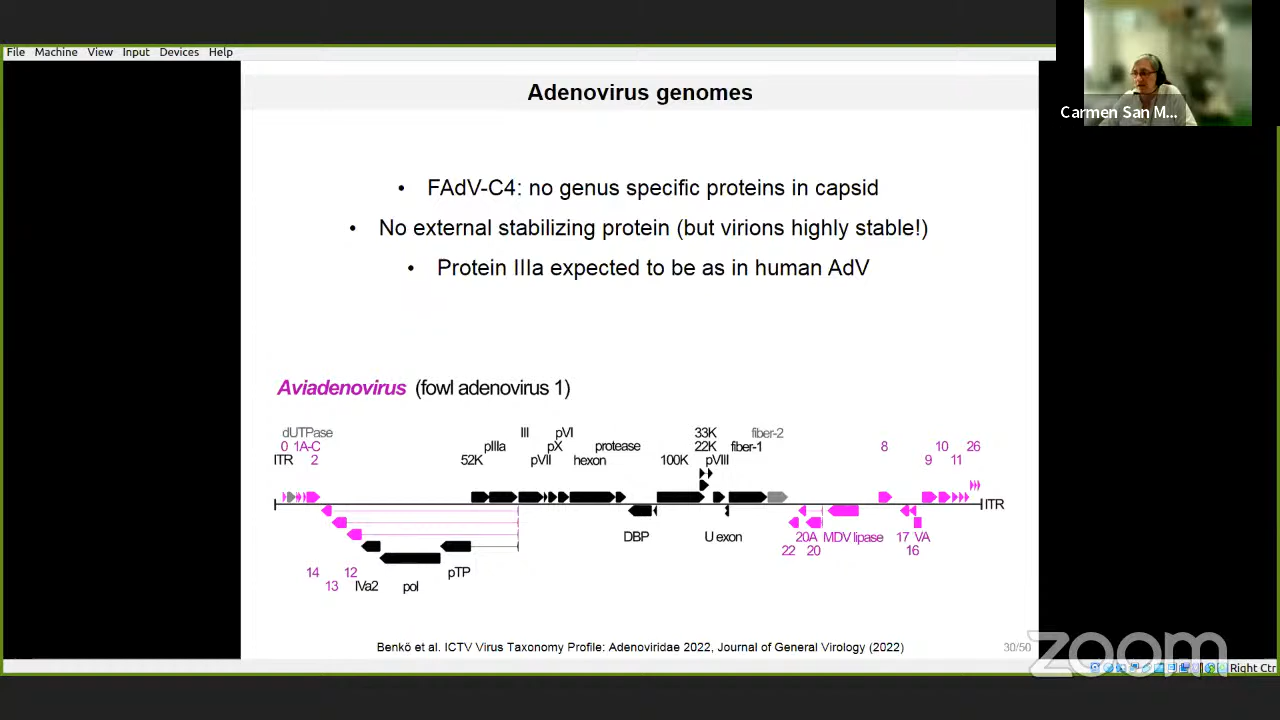 File Machine View Input Devices Help
Carmen San M...
Adenovirus genomes
• FAdV-C4: no genus specific proteins in capsid
• No external stabilizing protein (but virions highly stable!)
• Protein IIIa expected to be as in human AdV
Aviadenovirus (fowl adenovirus 1)
dUTPase III pVI 33K fiber-2
0 1A-C pIIIa pX protease 22K fiber-1 8 10 26
ITR 2 52K pVII hexon 100K pVIII 9 11
ITR
DBP U exon 20A MDV lipase 17 VA
22 20 16
14 12 pTP
13 IVa2 pol
Benkö et al. ICTV Virus Taxonomy Profile: Adenoviridae 2022, Journal of General Virology (2022)
30/50
zoom
Right Ctr